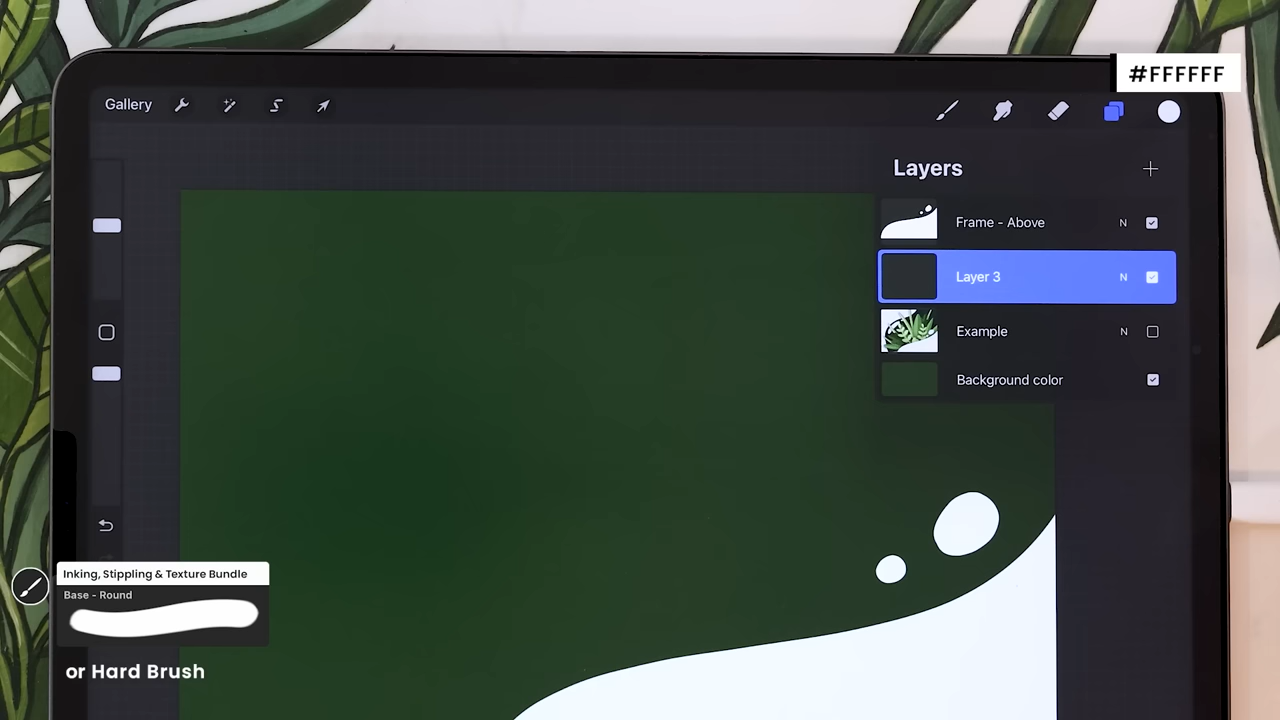 #FFFFFF
Gallery
Layers
Frame - Above N
Layer 3 N
Example N
Background color
Inking, Stippling & Texture Bundle
Base - Round
or Hard Brush